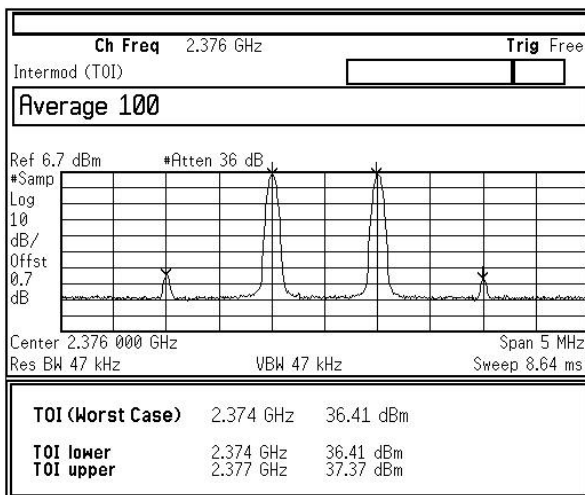 Ch Freq 2.376 GHz Trig Free
Intermod (TOI)
Average 100
Ref 6.7 dBm #Atten 36 dB
#Samp
Log
10
dB/
Offst
0.7
dB
Center 2.376 000 GHz Span 5 MHz
Res BW 47 kHz VBW 47 kHz Sweep 8.64 ms
TOI (Worst Case) 2.374 GHz 36.41 dBm
TOI lower 2.374 GHz 36.41 dBm
TOI upper 2.377 GHz 37.37 dBm